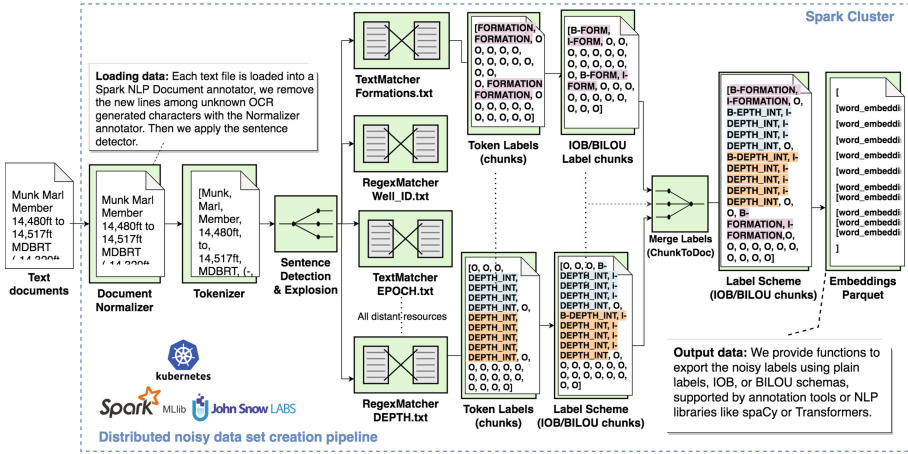 Spark Cluster
Loading data: Each text file is loaded into a
Spark NLP Document annotator, we remove
the new lines among unknown OCR
generated characters with the Normalizer
annotator. Then we apply the sentence
detector.
Munk Marl
Member
14,480ft to
14,517ft
MDBRT
Text
documents
Munk Marl
Member
14,480ft to
14,517ft
MDBRT
Document
Normalizer
[Munk,
Marl,
Member,
14,480ft,
to,
14,517ft,
MDBRT, (-,
Tokenizer
Sentence
Detection
& Explosion
TextMatcher
Formations.txt
RegexMatcher
Well_ID.txt
TextMatcher
EPOCH.txt
All distant resources
RegexMatcher
DEPTH.txt
[FORMATION,
FORMATION, O
O, O, O, O, O,
O, O, O, O, O,
O, O,
O, FORMATION
FORMATION, O
O, O, O, O, O,
O, O, O, O, O]
Token Labels
(chunks)
[B-FORM,
I-FORM, O, O,
O, O, O, O, O,
O, O, O, O, O,
O, B-FORM, I-
FORM, O, O, O,
O, O, O, O, O,
O, O, O]
IOB/BILOU
Label chunks
[O, O, O,
DEPTH_INT,
DEPTH_INT,
DEPTH_INT,
DEPTH_INT, O,
DEPTH_INT,
DEPTH_INT,
DEPTH_INT,
DEPTH_INT,
DEPTH_INT, O,
O, O, O, O, O, O,
O, O, O, O, O]
Token Labels
(chunks)
[O, O, O, B-
DEPTH_INT, I-
DEPTH_INT, I-
DEPTH_INT, I-
DEPTH_INT, O,
B-DEPTH_INT, I-
DEPTH_INT, I-
DEPTH_INT, I-
DEPTH_INT, I-
DEPTH_INT, O,
O, O, O, O, O, O,
O, O, O, O, O, O,
O, O]
Label Scheme
(IOB/BILOU chunks)
Merge Labels
(ChunkToDoc)
[B-FORMATION,
I-FORMATION, O,
B-EPTH_INT, I-
DEPTH_INT, I-
DEPTH_INT, I-
DEPTH_INT, O,
B-DEPTH_INT, I-
DEPTH_INT, I-
DEPTH_INT, i-
DEPTH_INT, I-
DEPTH_INT, O,
O, B-
FORMATION, I-
FORMATION,O,
O, O, O, O, O, O,
O, O, O, O]
Label Scheme
(IOB/BILOU chunks)
[
[word_embeddin
[word_embeddin
[word_embeddin
[word_embeddin
[word_embeddin
[word_embeddin
[word_embeddin
[word_embeddin
]
Embeddings
Parquet
Output data: We provide functions to
export the noisy labels using plain
labels, IOB, or BILOU schemas,
supported by annotation tools or NLP
libraries like spaCy or Transformers.
kubernetes
Spark MLlib John Snow LABS
Distributed noisy data set creation pipeline